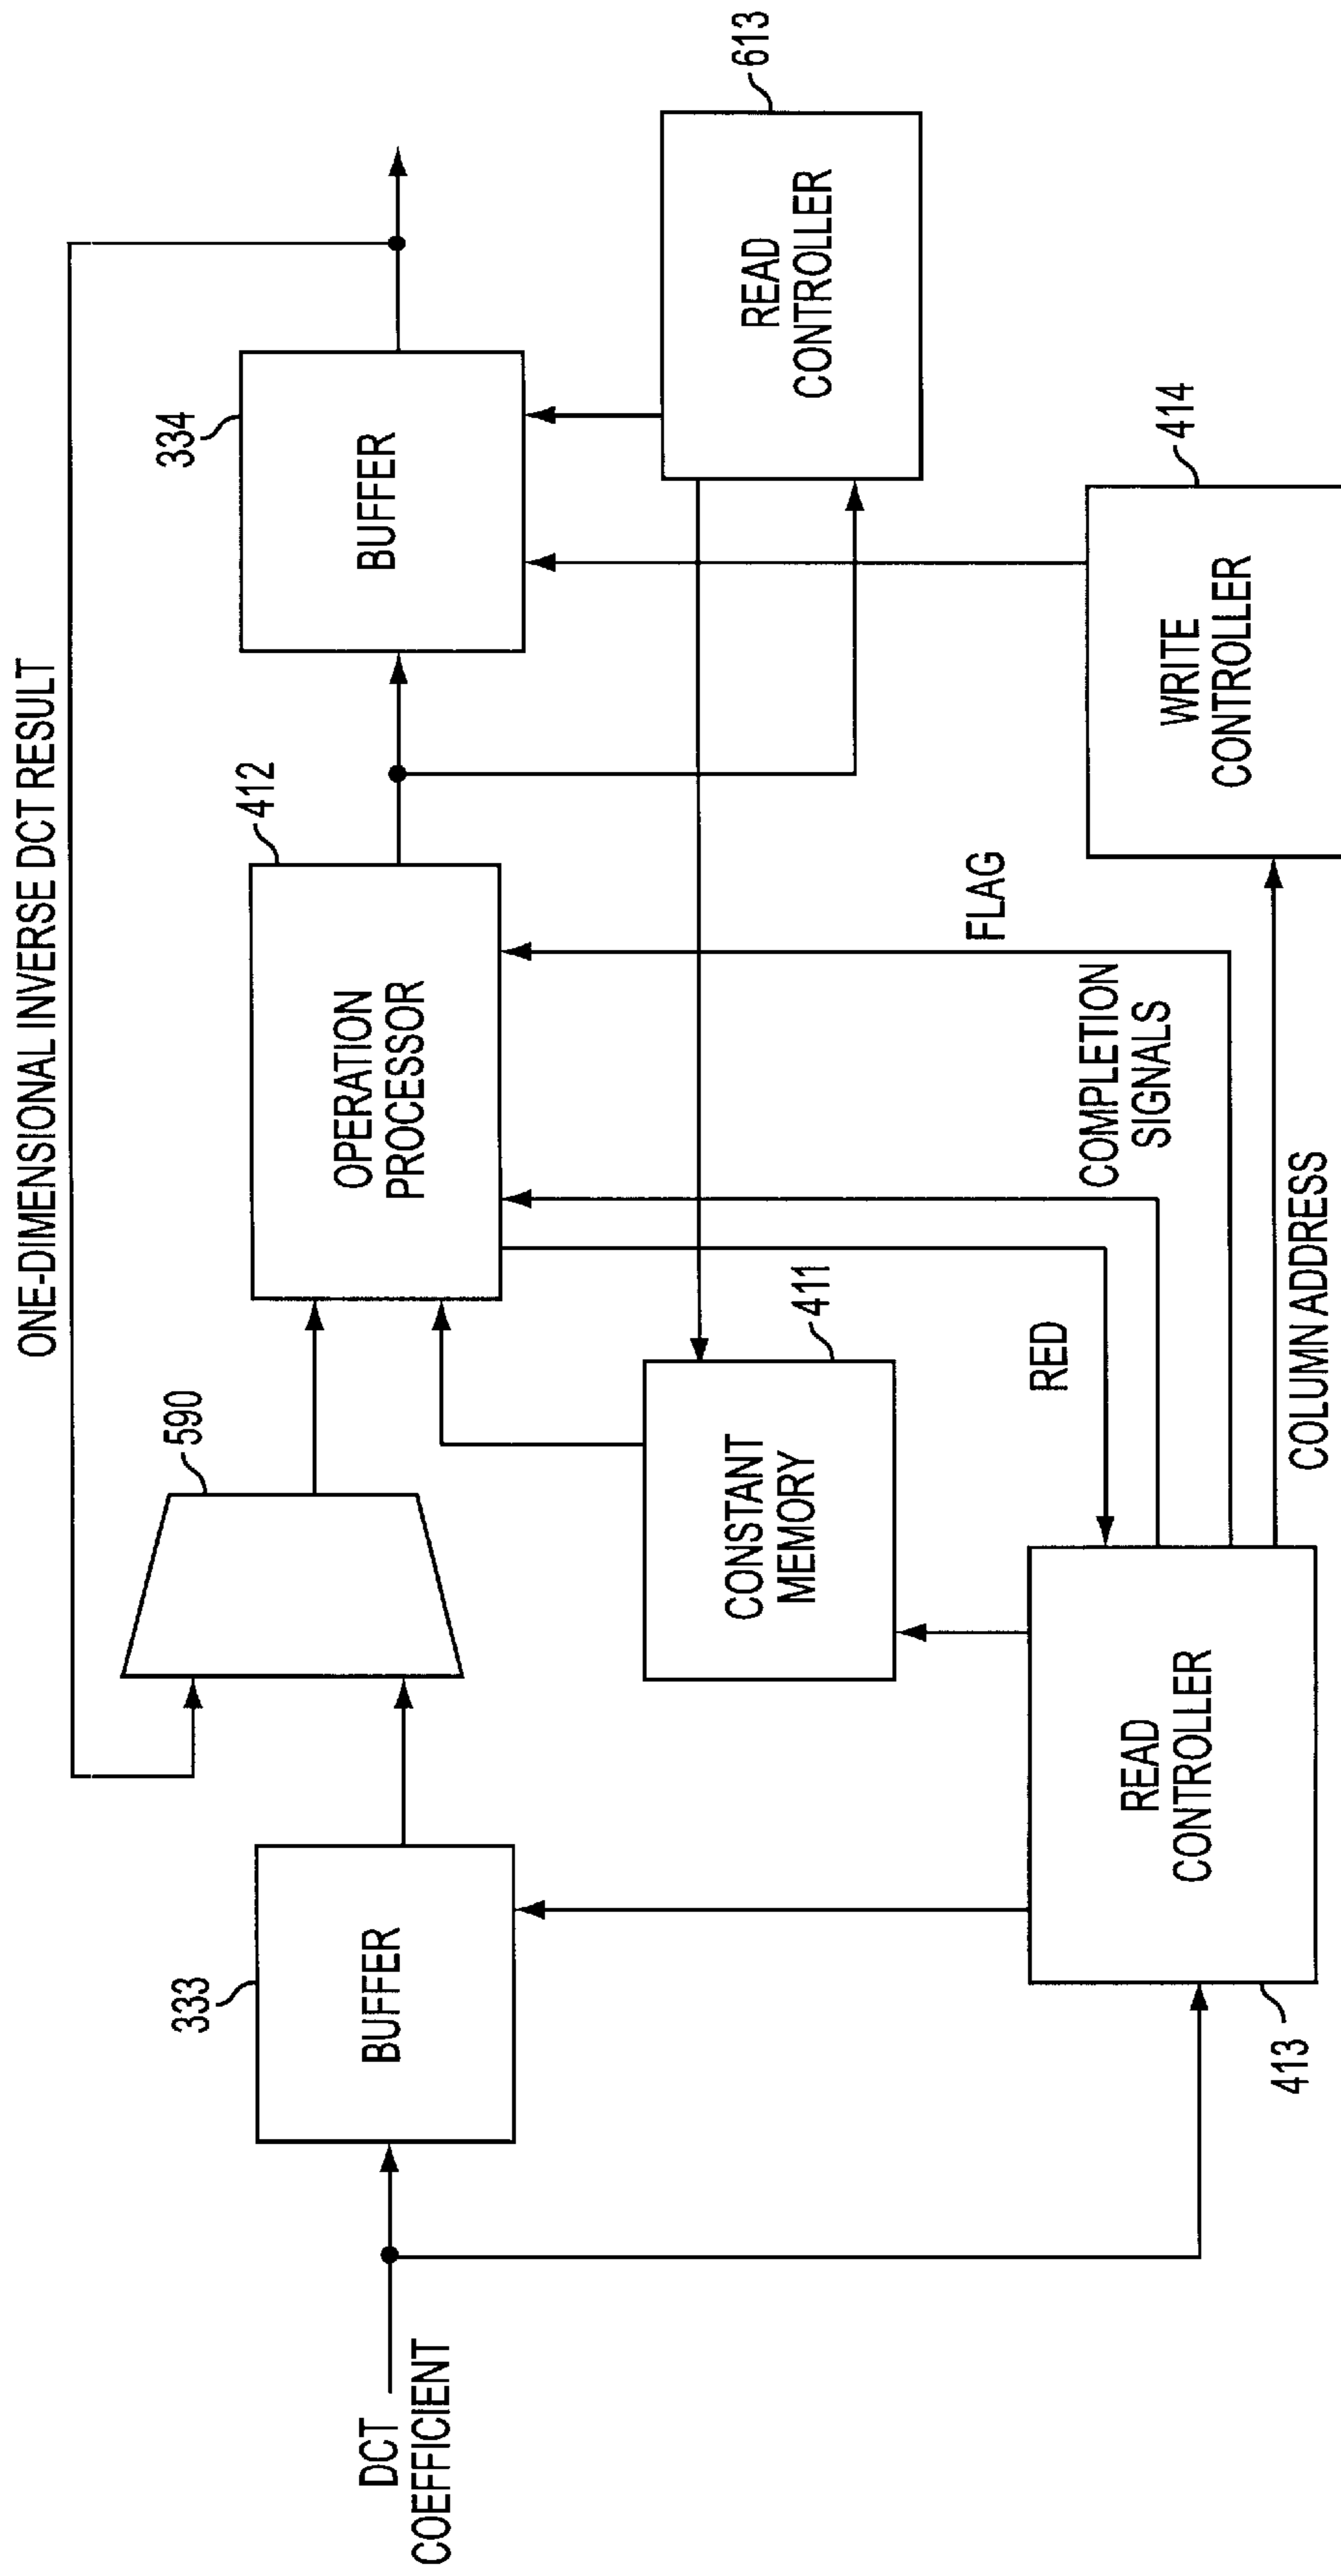 ONE-DIMENSIONAL INVERSE DCT RESULT
590
333
BUFFER
412
OPERATION
PROCESSOR
334
BUFFER
DCT
COEFFICIENT
CONSTANT
MEMORY
411
READ
CONTROLLER
613
RED
COMPLETION
SIGNALS
FLAG
READ
CONTROLLER
413
COLUMN ADDRESS
WRITE
CONTROLLER
414